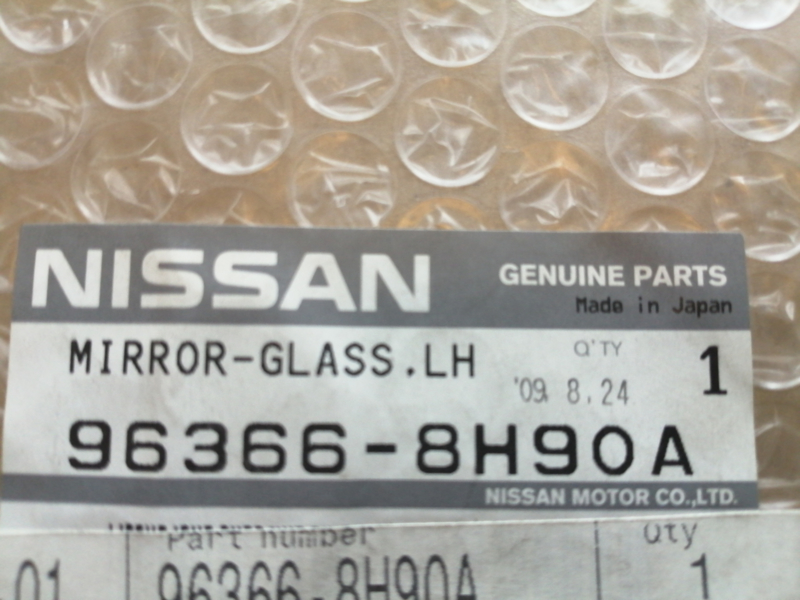 NISSAN
GENUINE PARTS
Made in Japan
MIRROR-GLASS.LH
Q'TY
1
'09. 8.24
96366-8H90A
NISSAN MOTOR CO.,LTD.
Part number
Qty
01
96366-8H90A
1